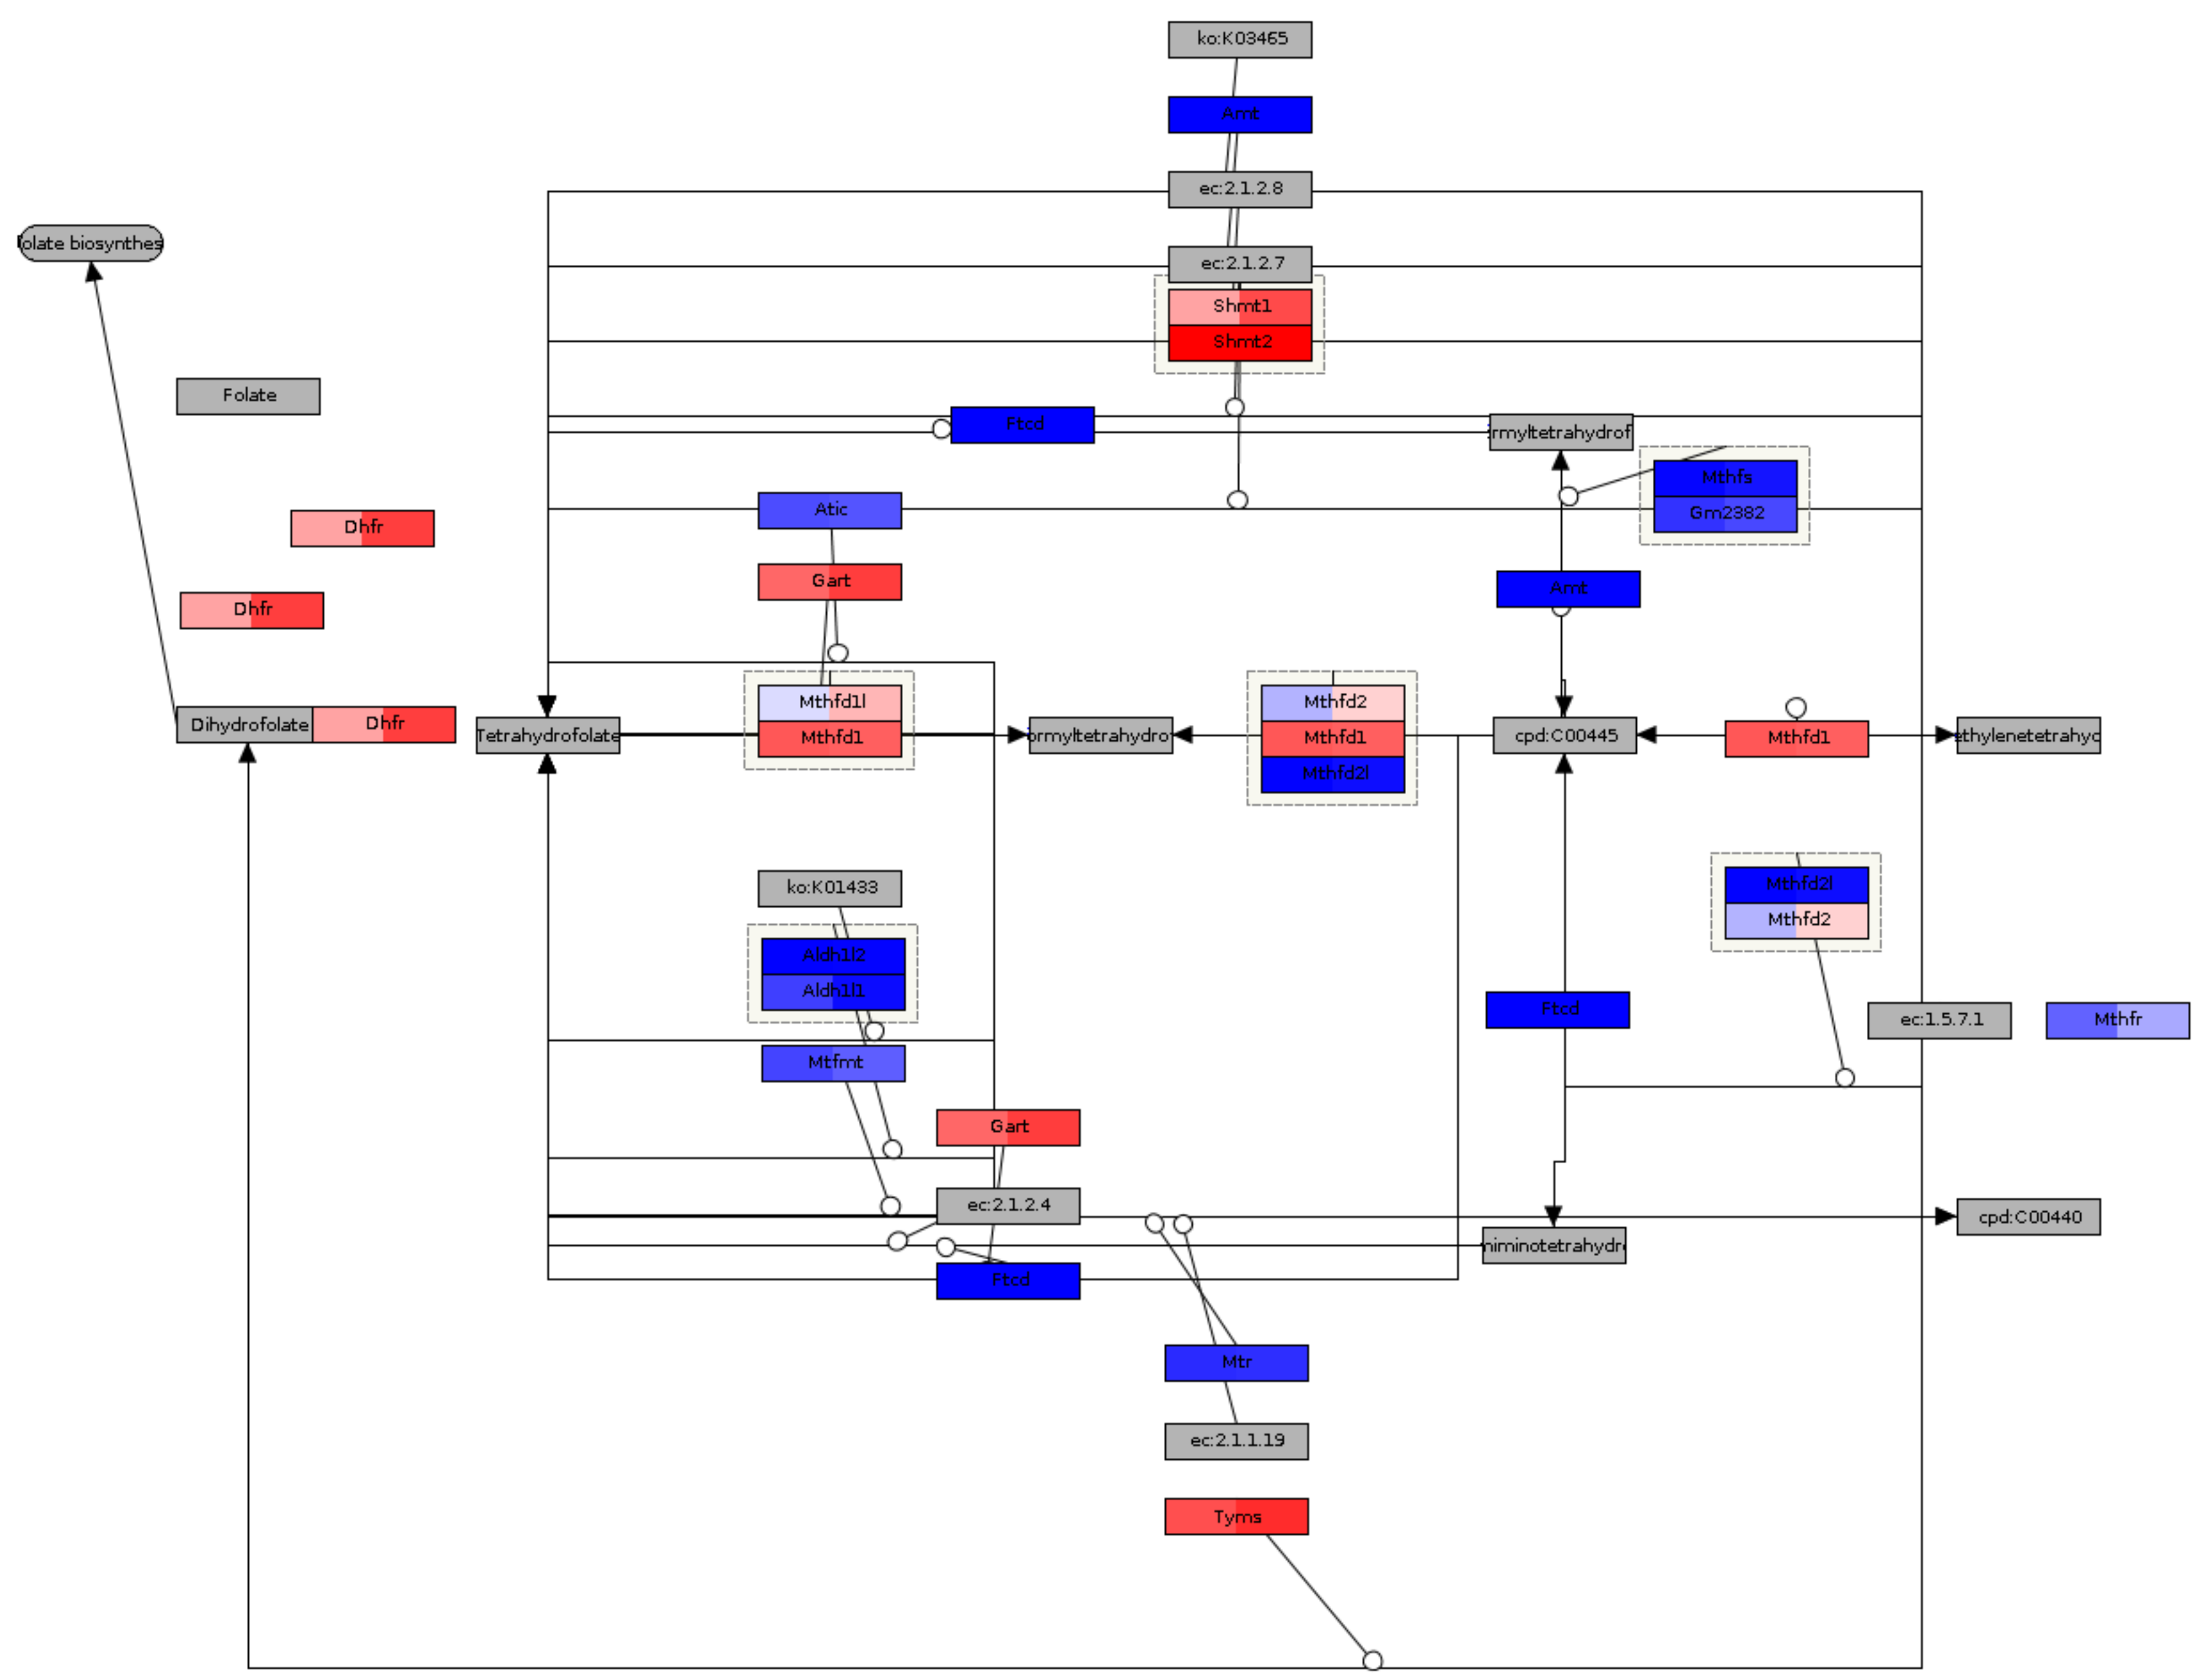 ko:K03465
Amt
ec:2.1.2.8
olate biosynthes
ec:2.1.2.7
Shmt1
Shmt2
Folate
Ftcd
rmyltetrahydrof
Mthfs
Gm2382
Atic
Dhfr
Gart
Amt
Dhfr
Mthfd1l
Mthfd2
Dihydrofolate
Dhfr
Tetrahydrofolate
Mthfd1
ormyltetrahydro
Mthfd1
cpd:C00445
Mthfd1
ethylenetetrahyd
Mthfd2l
ko:K01433
Mthfd2l
Mthfd2
Aldh1l2
Aldh1l1
Ftcd
ec:1.5.7.1
Mthfr
Mtfmt
Gart
ec:2.1.2.4
cpd:C00440
niminotetrahydr
Ftcd
Mtr
ec:2.1.1.19
Tyms